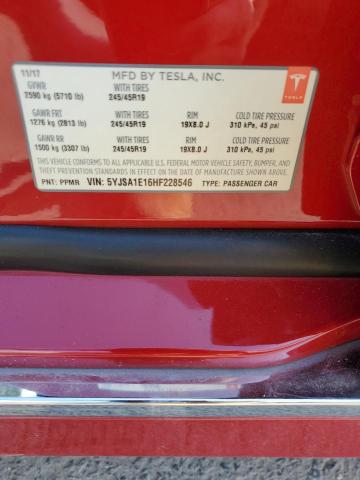 11/17 MFD BY TESLA, INC.
GVWR
2590 kg (5710 lb) TIRES 245/45R19
GAWR FRT TIRES RIM COLD TIRE PRESSURE
1276 kg (2813 lb) 245/45R19 19X8.0 J 310 kPa, 45 psi
GAWR RR TIRES RIM COLD TIRE PRESSURE
1500 kg (3307 lb) 245/45R19 19X8.0 J 310 kPa, 45 psi
THIS VEHICLE CONFORMS TO ALL APPLICABLE U.S. FEDERAL MOTOR VEHICLE SAFETY, BUMPER, AND
THEFT PREVENTION STANDARDS IN EFFECT ON THE DATE OF MANUFACTURE SHOWN ABOVE.
PNT: PPMR VIN: 5YJSA1E16HF228546 TYPE: PASSENGER CAR
TESLA